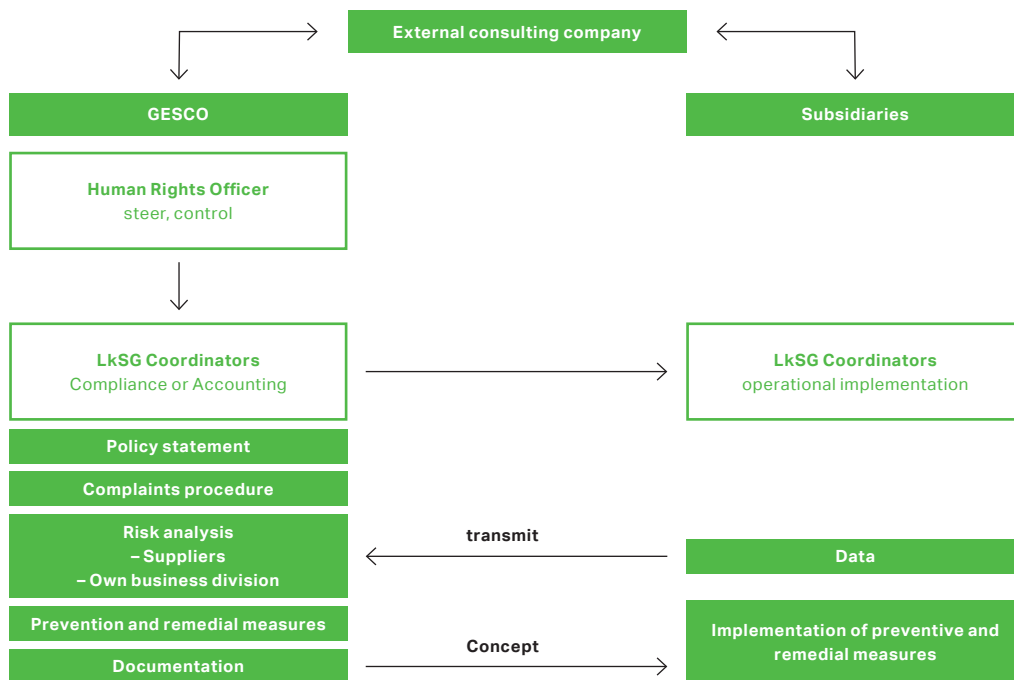 External consulting company
GESCO
Subsidiaries
Human Rights Officer
steer, control
LkSG Coordinators
Compliance or Accounting
LkSG Coordinators
operational implementation
Policy statement
Complaints procedure
Risk analysis
– Suppliers
– Own business division
transmit
Data
Prevention and remedial measures
Documentation
Concept
Implementation of preventive and
remedial measures